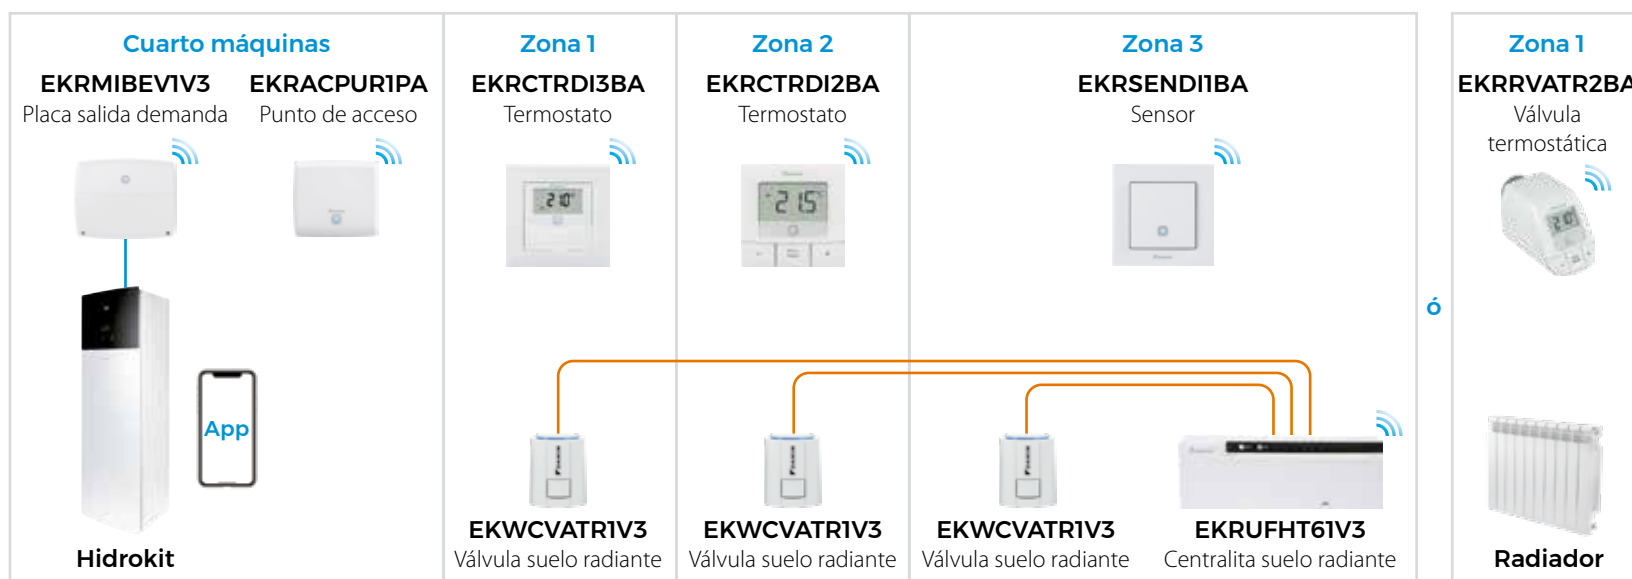 Cuarto máquinas
EKRMIBEV1V3
Placa salida demanda
EKRACPUR1PA
Punto de acceso
Hidrokit
App
Zona 1
EKRCTRDI3BA
Termostato
21.0°
EKWCVATR1V3
Válvula suelo radiante
Zona 2
EKRCTRDI2BA
Termostato
21.5°
EKWCVATR1V3
Válvula suelo radiante
Zona 3
EKRSENDI1BA
Sensor
EKWCVATR1V3
Válvula suelo radiante
EKRUFHT61V3
Centralita suelo radiante
ó
Zona 1
EKRRVATR2BA
Válvula
termostática
21.0°
Radiador